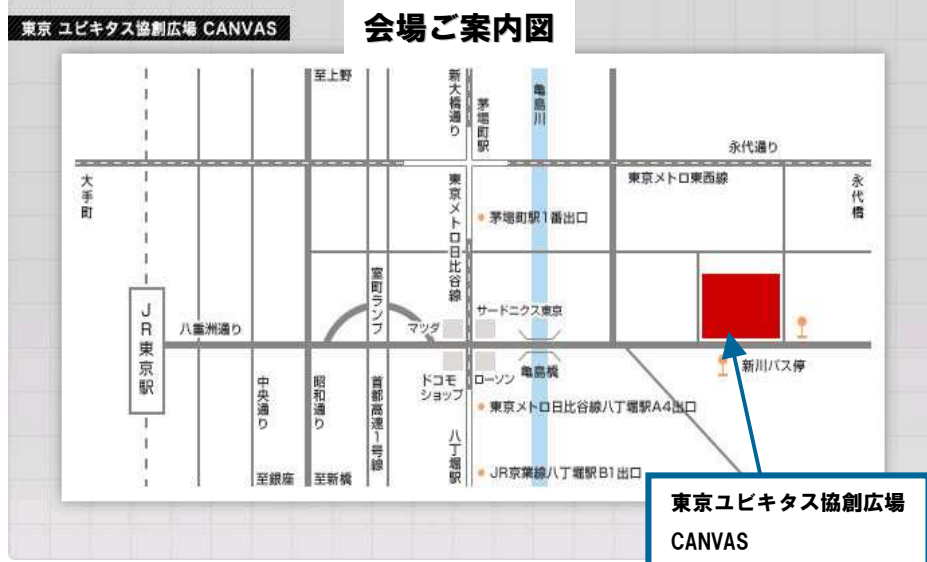 東京 ユビキタス協創広場 CANVAS
会場ご案内図
至上野
新大橋通り
茅場町駅
亀島川
永代通り
大手町
東京メトロ日比谷線
東京メトロ東西線
永代橋
茅場町駅1番出口
室町ランプ
JR東京駅
八重洲通り
マツダ
サードニクス東京
新川バス停
中央通り
昭和通り
首都高速1号線
ドコモ
ショップ
ローソン
亀島橋
東京メトロ日比谷線八丁堀駅A4出口
八丁堀駅
至銀座
至新橋
JR京葉線八丁堀駅B1出口
東京ユビキタス協創広場
CANVAS